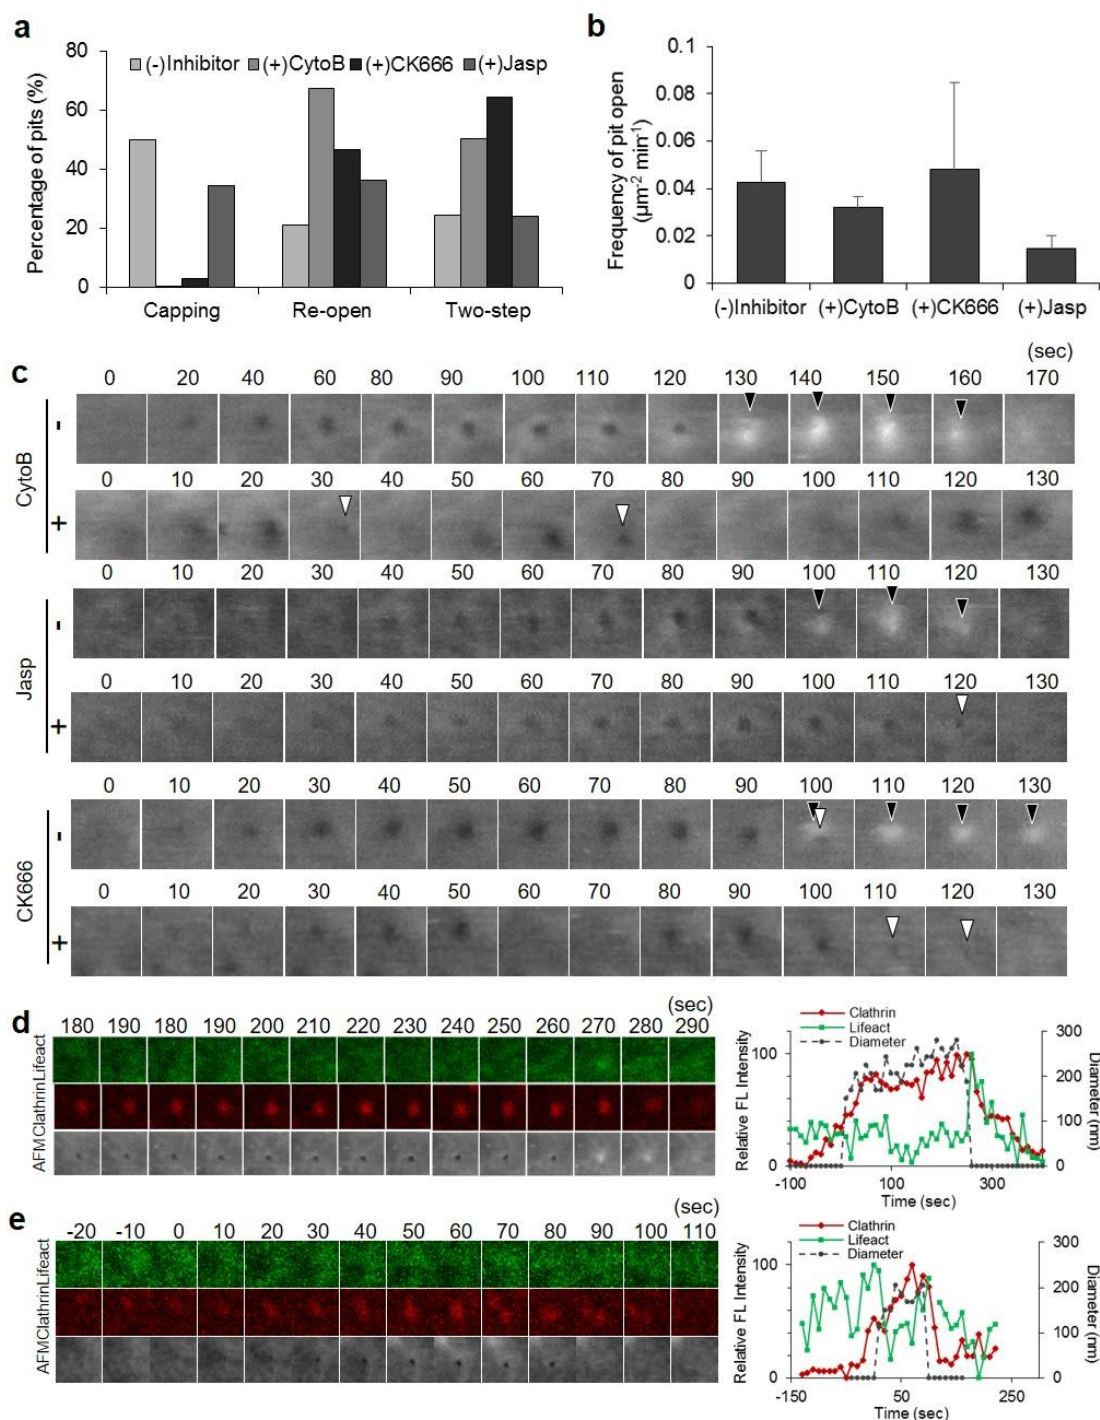 a
80
60
40
20
0
Percentage of pits (%)
(-)Inhibitor (+)CytoB (+)CK666 (+)Jasp
Capping Re-open Two-step
b
0.1
0.08
0.06
0.04
0.02
0
Frequency of pit open
(µm-2 min-1)
(-)Inhibitor (+)CytoB (+)CK666 (+)Jasp
c
(sec)
CytoB
-
0 20 40 60 80 90 100 110 120 130 140 150 160 170
+
0 10 20 30 40 50 60 70 80 90 100 110 120 130
Jasp
-
0 10 20 30 40 50 60 70 80 90 100 110 120 130
+
0 10 20 30 40 50 60 70 80 90 100 110 120 130
CK666
-
0 10 20 30 40 50 60 70 80 90 100 110 120 130
+
0 10 20 30 40 50 60 70 80 90 100 110 120 130
d
(sec)
180 190 180 190 200 210 220 230 240 250 260 270 280 290
AFMClathrinLifeact
Clathrin
Lifeact
Diameter
Relative FL Intensity
100
0
300
200
100
0
Diameter (nm)
-100 100 300
Time (sec)
e
(sec)
-20 -10 0 10 20 30 40 50 60 70 80 90 100 110
AFMClathrinLifeact
Clathrin
Lifeact
Diameter
Relative FL Intensity
100
0
300
200
100
0
Diameter (nm)
-150 50 250
Time (sec)